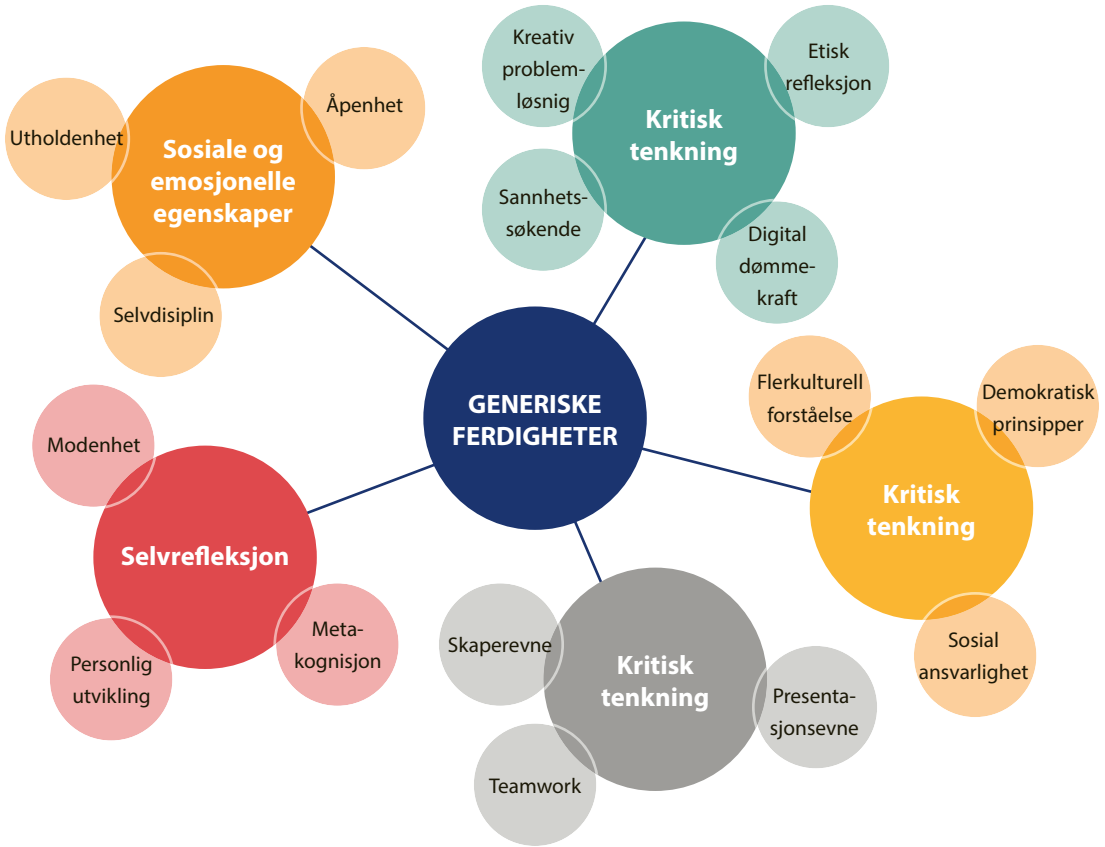 Kreativ
problem-
løsnig
Etisk
refleksjon
Kritisk
tenkning
Sannhets-
søkende
Digital
dømme-
kraft
Utholdenhet
Åpenhet
Sosiale og
emosjonelle
egenskaper
Selvdisiplin
GENERISKE
FERDIGHETER
Flerkulturell
forståelse
Demokratisk
prinsipper
Kritisk
tenkning
Sosial
ansvarlighet
Modenhet
Selvrefleksjon
Personlig
utvikling
Meta-
kognisjon
Skaperevne
Kritisk
tenkning
Presenta-
sjonsevne
Teamwork